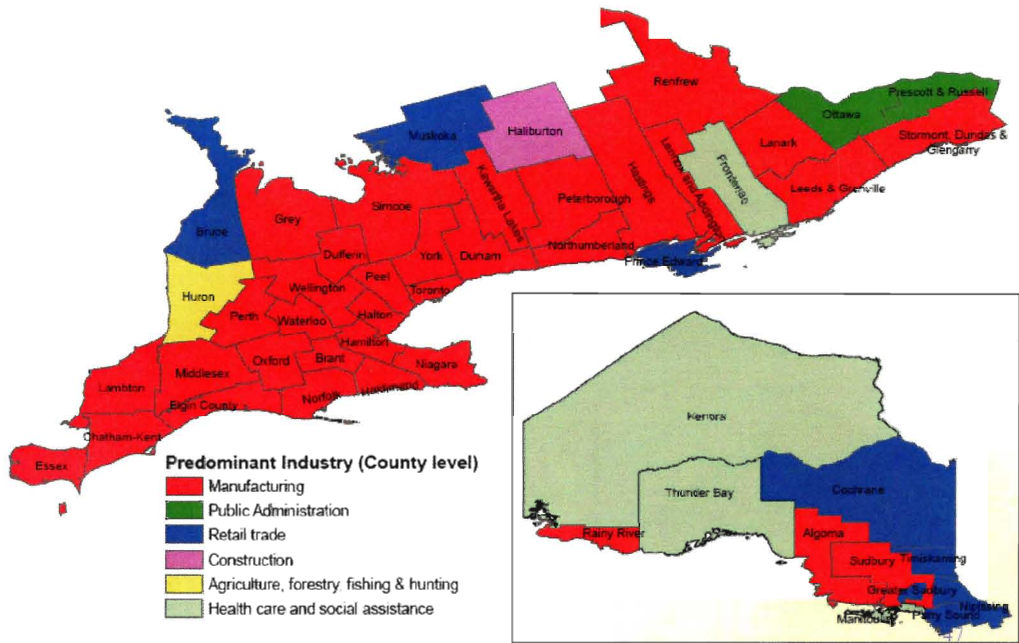 Renfrew
Prescott & Russell
Ottawa
Muskoka
Haliburton
Lanark
Stormont, Dundas &
Glengarry
Frontenac
Lennox and Addington
Hastings
Kawartha Lakes
Leeds & Grenville
Simcoe
Peterborough
Grey
Bruce
Northumberland
Dufferin
York
Durham
Prince Edward
Peel
Wellington
Huron
Toronto
Perth
Waterloo
Halton
Hamilton
Oxford
Brant
Niagara
Middlesex
Lambton
Haldimand
Norfolk
Elgin County
Chatham-Kent
Essex
Predominant Industry (County level)
Manufacturing
Public Administration
Retail trade
Construction
Agriculture, forestry, fishing & hunting
Health care and social assistance
Kenora
Thunder Bay
Cochrane
Rainy River
Algoma
Sudbury
Timiskaming
Greater Sudbury
Nipissing
Parry Sound